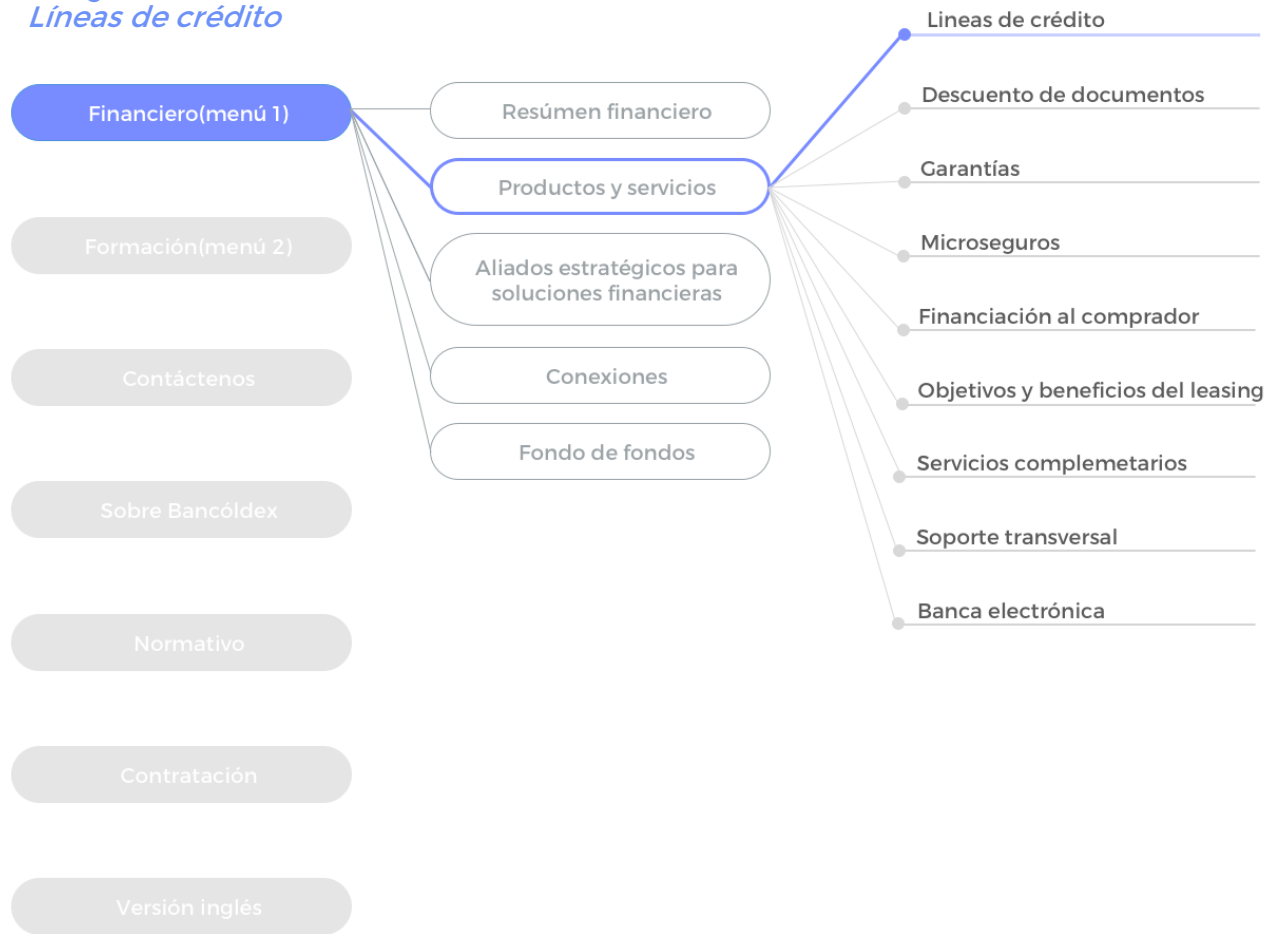 Líneas de crédito
Financiero(menú 1)
Formación(menú 2)
Contáctenos
Sobre Bancóldex
Normativo
Contratación
Versión inglés
Resúmen financiero
Productos y servicios
Aliados estratégicos para
soluciones financieras
Conexiones
Fondo de fondos
Lineas de crédito
Descuento de documentos
Garantías
Microseguros
Financiación al comprador
Objetivos y beneficios del leasing
Servicios complemetarios
Soporte transversal
Banca electrónica